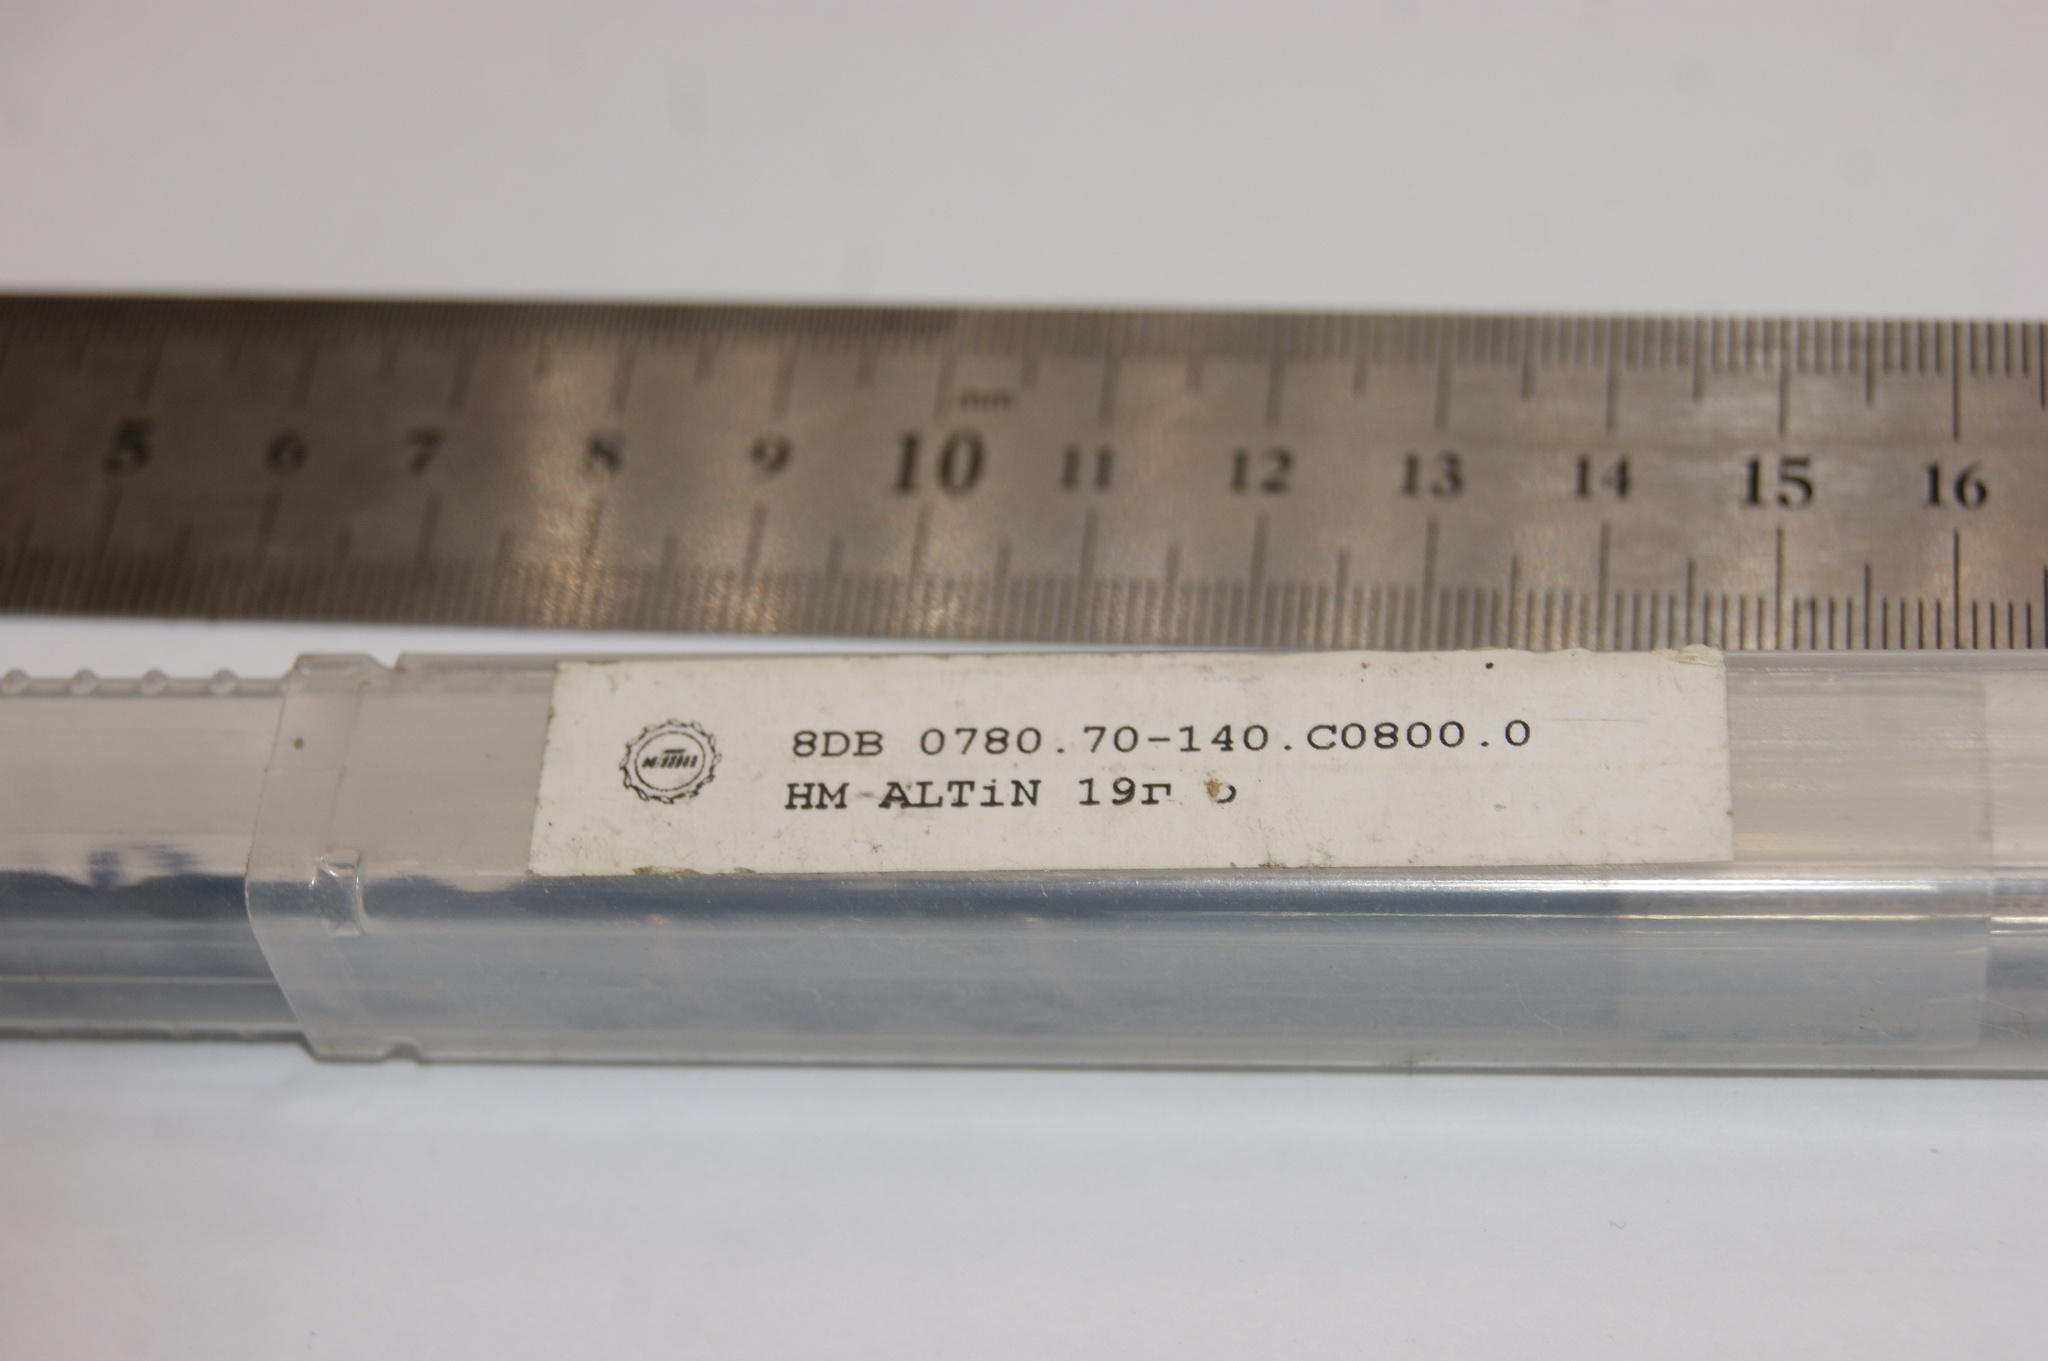 mm
5 6 7 8 9 10 11 12 13 14 15 16
8DB 0780.70-140.C0800.0
HM ALTiN